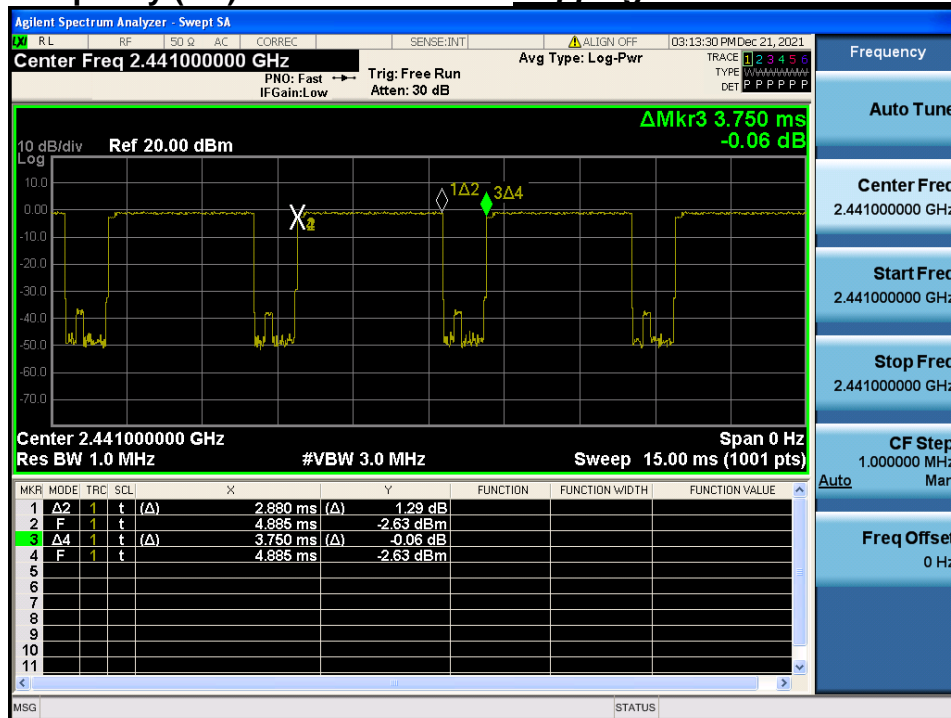 Agilent Spectrum Analyzer - Swept SA
LXI RL RF 50 Ω AC CORREC SENSE:INT ALIGN OFF 03:13:30 PM Dec 21, 2021
Center Freq 2.441000000 GHz
PNO: Fast Trig: Free Run
IFGain:Low Atten: 30 dB
Avg Type: Log-Pwr
TRACE 1 2 3 4 5 6
TYPE WWWWWW
DET P P P P P P
ΔMkr3 3.750 ms
-0.06 dB
10 dB/div Ref 20.00 dBm
Log
10.0
0.00
-10.0
-20.0
-30.0
-40.0
-50.0
-60.0
-70.0
X
1Δ2
3Δ4
Center 2.441000000 GHz Span 0 Hz
Res BW 1.0 MHz #VBW 3.0 MHz Sweep 15.00 ms (1001 pts)
MKR MODE TRC SCL X Y FUNCTION FUNCTION WIDTH FUNCTION VALUE
1 Δ2 1 t (Δ) 2.880 ms (Δ) 1.29 dB
2 F 1 t 4.885 ms -2.63 dBm
3 Δ4 1 t (Δ) 3.750 ms (Δ) -0.06 dB
4 F 1 t 4.885 ms -2.63 dBm
5
6
7
8
9
10
11
MSG STATUS
Frequency
Auto Tune
Center Freq
2.441000000 GHz
Start Freq
2.441000000 GHz
Stop Freq
2.441000000 GHz
CF Step
1.000000 MHz
Auto Man
Freq Offset
0 Hz